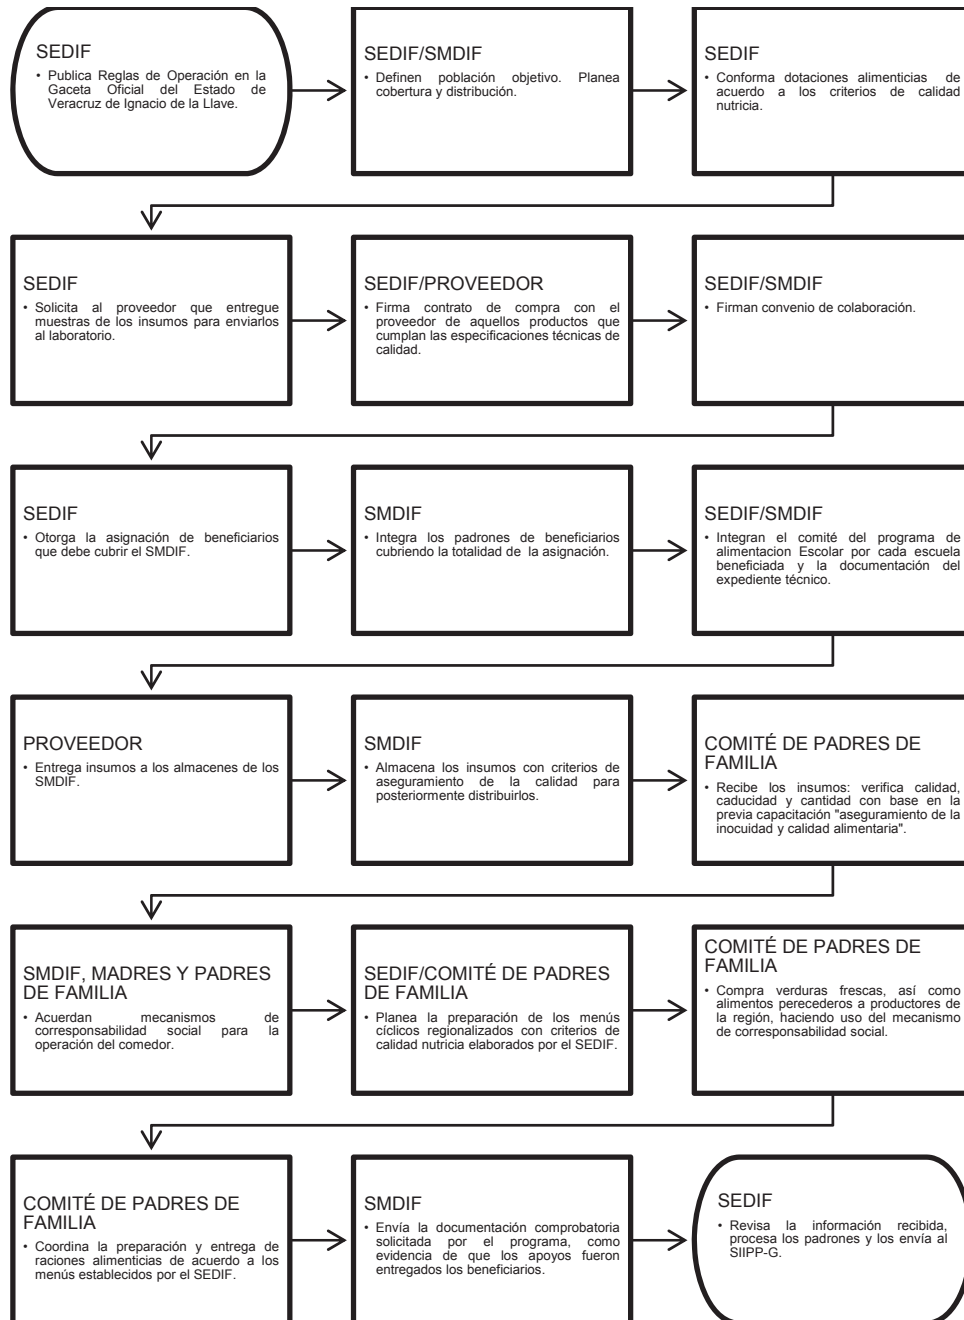 SEDIF
• Publica Reglas de Operación en la
Gaceta Oficial del Estado de
Veracruz de Ignacio de la Llave.
SEDIF/SMDIF
• Definen población objetivo. Planea
cobertura y distribución.
SEDIF
• Conforma dotaciones alimenticias de
acuerdo a los criterios de calidad
nutricia.
SEDIF
• Solicita al proveedor que entregue
muestras de los insumos para enviarlos
al laboratorio.
SEDIF/PROVEEDOR
• Firma contrato de compra con el
proveedor de aquellos productos que
cumplan las especificaciones técnicas de
calidad.
SEDIF/SMDIF
• Firman convenio de colaboración.
SEDIF
• Otorga la asignación de beneficiarios
que debe cubrir el SMDIF.
SMDIF
• Integra los padrones de beneficiarios
cubriendo la totalidad de la asignación.
SEDIF/SMDIF
• Integran el comité del programa de
alimentacion Escolar por cada escuela
beneficiada y la documentación del
expediente técnico.
PROVEEDOR
• Entrega insumos a los almacenes de los
SMDIF.
SMDIF
• Almacena los insumos con criterios de
aseguramiento de la calidad para
posteriormente distribuirlos.
COMITÉ DE PADRES DE
FAMILIA
• Recibe los insumos: verifica calidad,
caducidad y cantidad con base en la
previa capacitación "aseguramiento de la
inocuidad y calidad alimentaria".
SMDIF, MADRES Y PADRES
DE FAMILIA
• Acuerdan mecanismos de
corresponsabilidad social para la
operación del comedor.
SEDIF/COMITÉ DE PADRES
DE FAMILIA
• Planea la preparación de los menús
cíclicos regionalizados con criterios de
calidad nutricia elaborados por el SEDIF.
COMITÉ DE PADRES DE
FAMILIA
• Compra verduras frescas, así como
alimentos perecederos a productores de
la región, haciendo uso del mecanismo
de corresponsabilidad social.
COMITÉ DE PADRES DE
FAMILIA
• Coordina la preparación y entrega de
raciones alimenticias de acuerdo a los
menús establecidos por el SEDIF.
SMDIF
• Envía la documentación comprobatoria
solicitada por el programa, como
evidencia de que los apoyos fueron
entregados los beneficiarios.
SEDIF
• Revisa la información recibida,
procesa los padrones y los envía al
SIIPP-G.